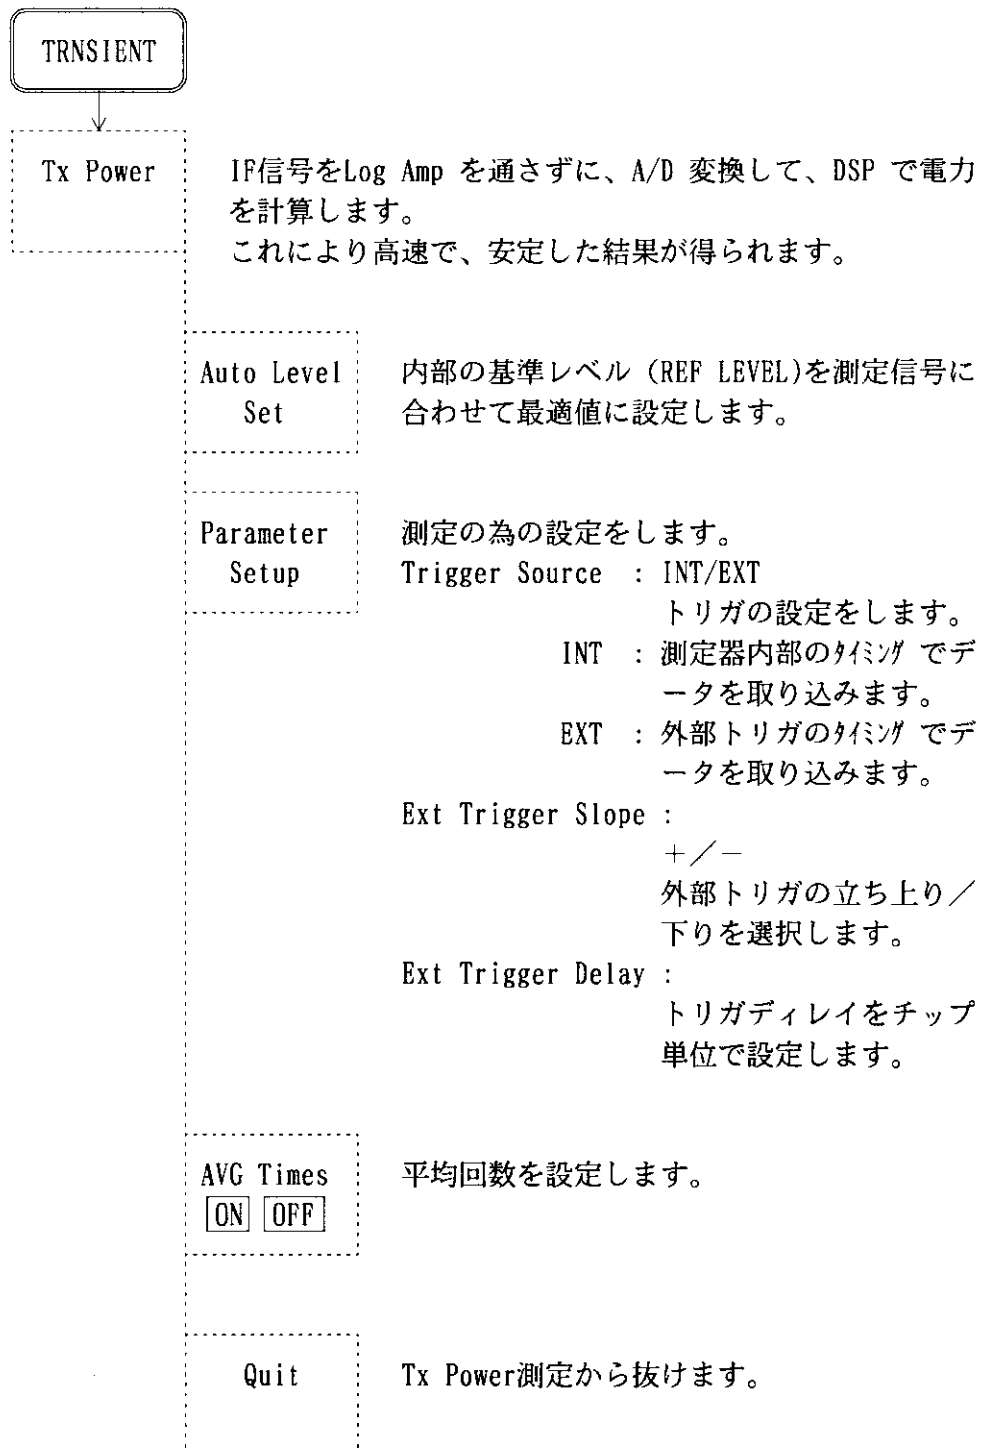 TRNSIENT
Tx Power
IF信号をLog Amp を通さずに、A/D 変換して、DSP で電力
を計算します。
これにより高速で、安定した結果が得られます。
Auto Level
Set
内部の基準レベル (REF LEVEL)を測定信号に
合わせて最適値に設定します。
Parameter
Setup
測定の為の設定をします。
Trigger Source : INT/EXT
トリガの設定をします。
INT : 測定器内部のﾀｲﾐﾝｸﾞ でデ
ータを取り込みます。
EXT : 外部トリガのﾀｲﾐﾝｸﾞ でデ
ータを取り込みます。
Ext Trigger Slope :
＋／－
外部トリガの立ち上り／
下りを選択します。
Ext Trigger Delay :
トリガディレイをチップ
単位で設定します。
AVG Times
ON OFF
平均回数を設定します。
Quit
Tx Power測定から抜けます。